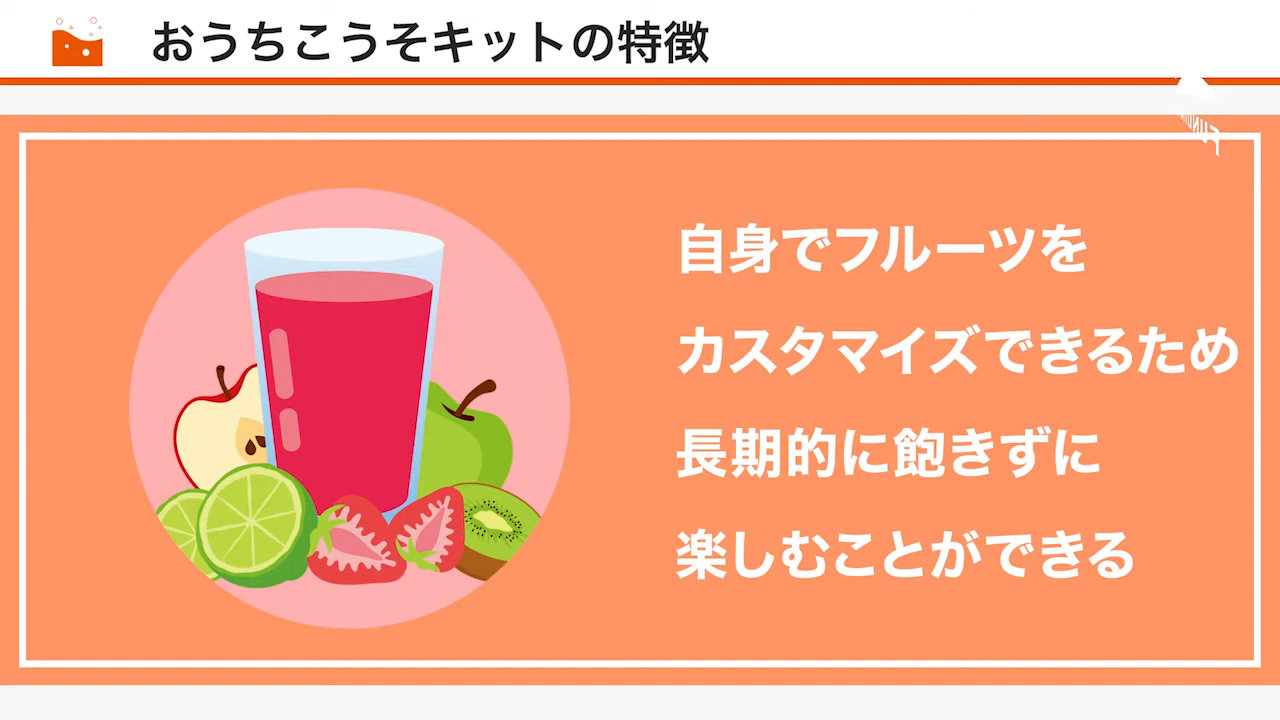 おうちこうそキットの特徴
自身でフルーツを
カスタマイズできるため
長期的に飽きずに
楽しむことができる